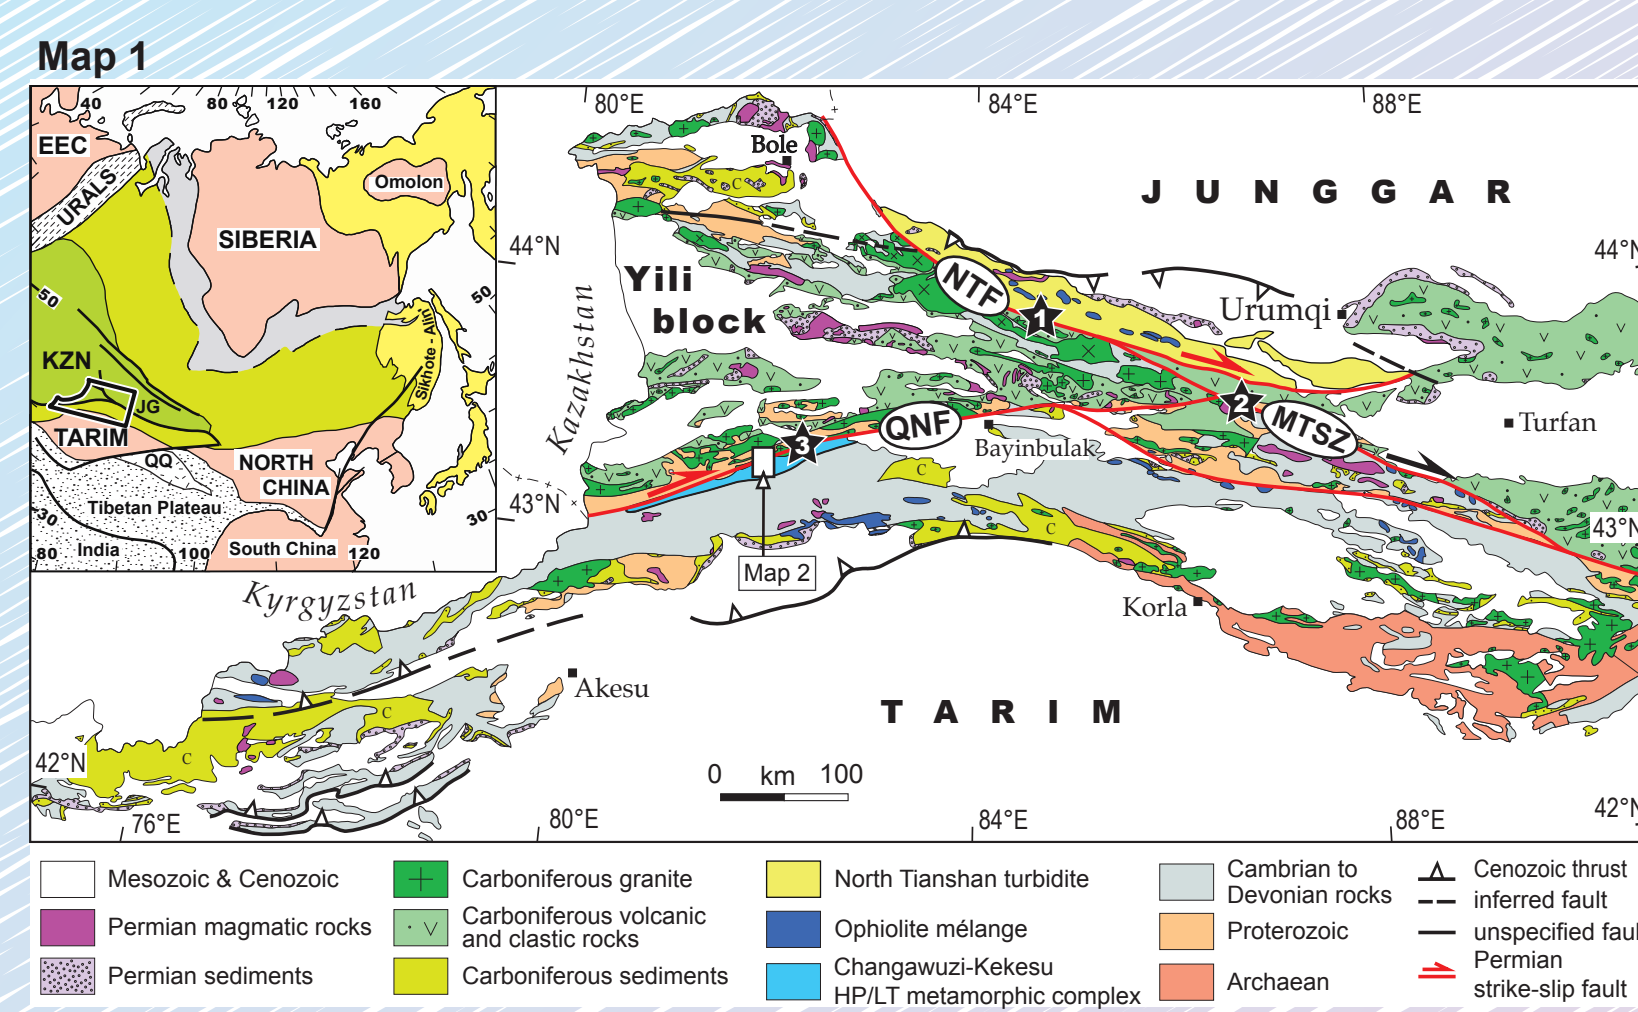 Map 1
40
80
120
160
EEC
URALS
Omolon
SIBERIA
50
50
KZN
JG
TARIM
QQ
NORTH
CHINA
Sikhote - Alin'
Tibetan Plateau
30
30
India
South China
80
100
120
80°E
84°E
88°E
Bole
JUNGGAR
44°N
44°N
Yili
block
NTF
1
Urumqi
Kazakhstan
2
MTSZ
Turfan
QNF
3
Bayinbulak
C
C
C
43°N
43°N
Map 2
Kyrgyzstan
Korla
Akesu
TARIM
C
C
42°N
42°N
0 km 100
76°E
80°E
84°E
88°E
Mesozoic & Cenozoic
Permian magmatic rocks
Permian sediments
Carboniferous granite
Carboniferous volcanic
and clastic rocks
Carboniferous sediments
North Tianshan turbidite
Ophiolite mélange
Changawuzi-Kekesu
HP/LT metamorphic complex
Cambrian to
Devonian rocks
Proterozoic
Archaean
Cenozoic thrust
inferred fault
unspecified faul
Permian
strike-slip fault